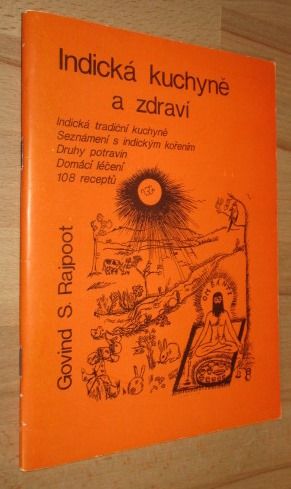 Indická kuchyně
a zdraví
Indická tradiční kuchyně
Seznámení s indickým kořením
Druhy potravin
Domácí léčení
108 receptů
Govind S. Rajpoot